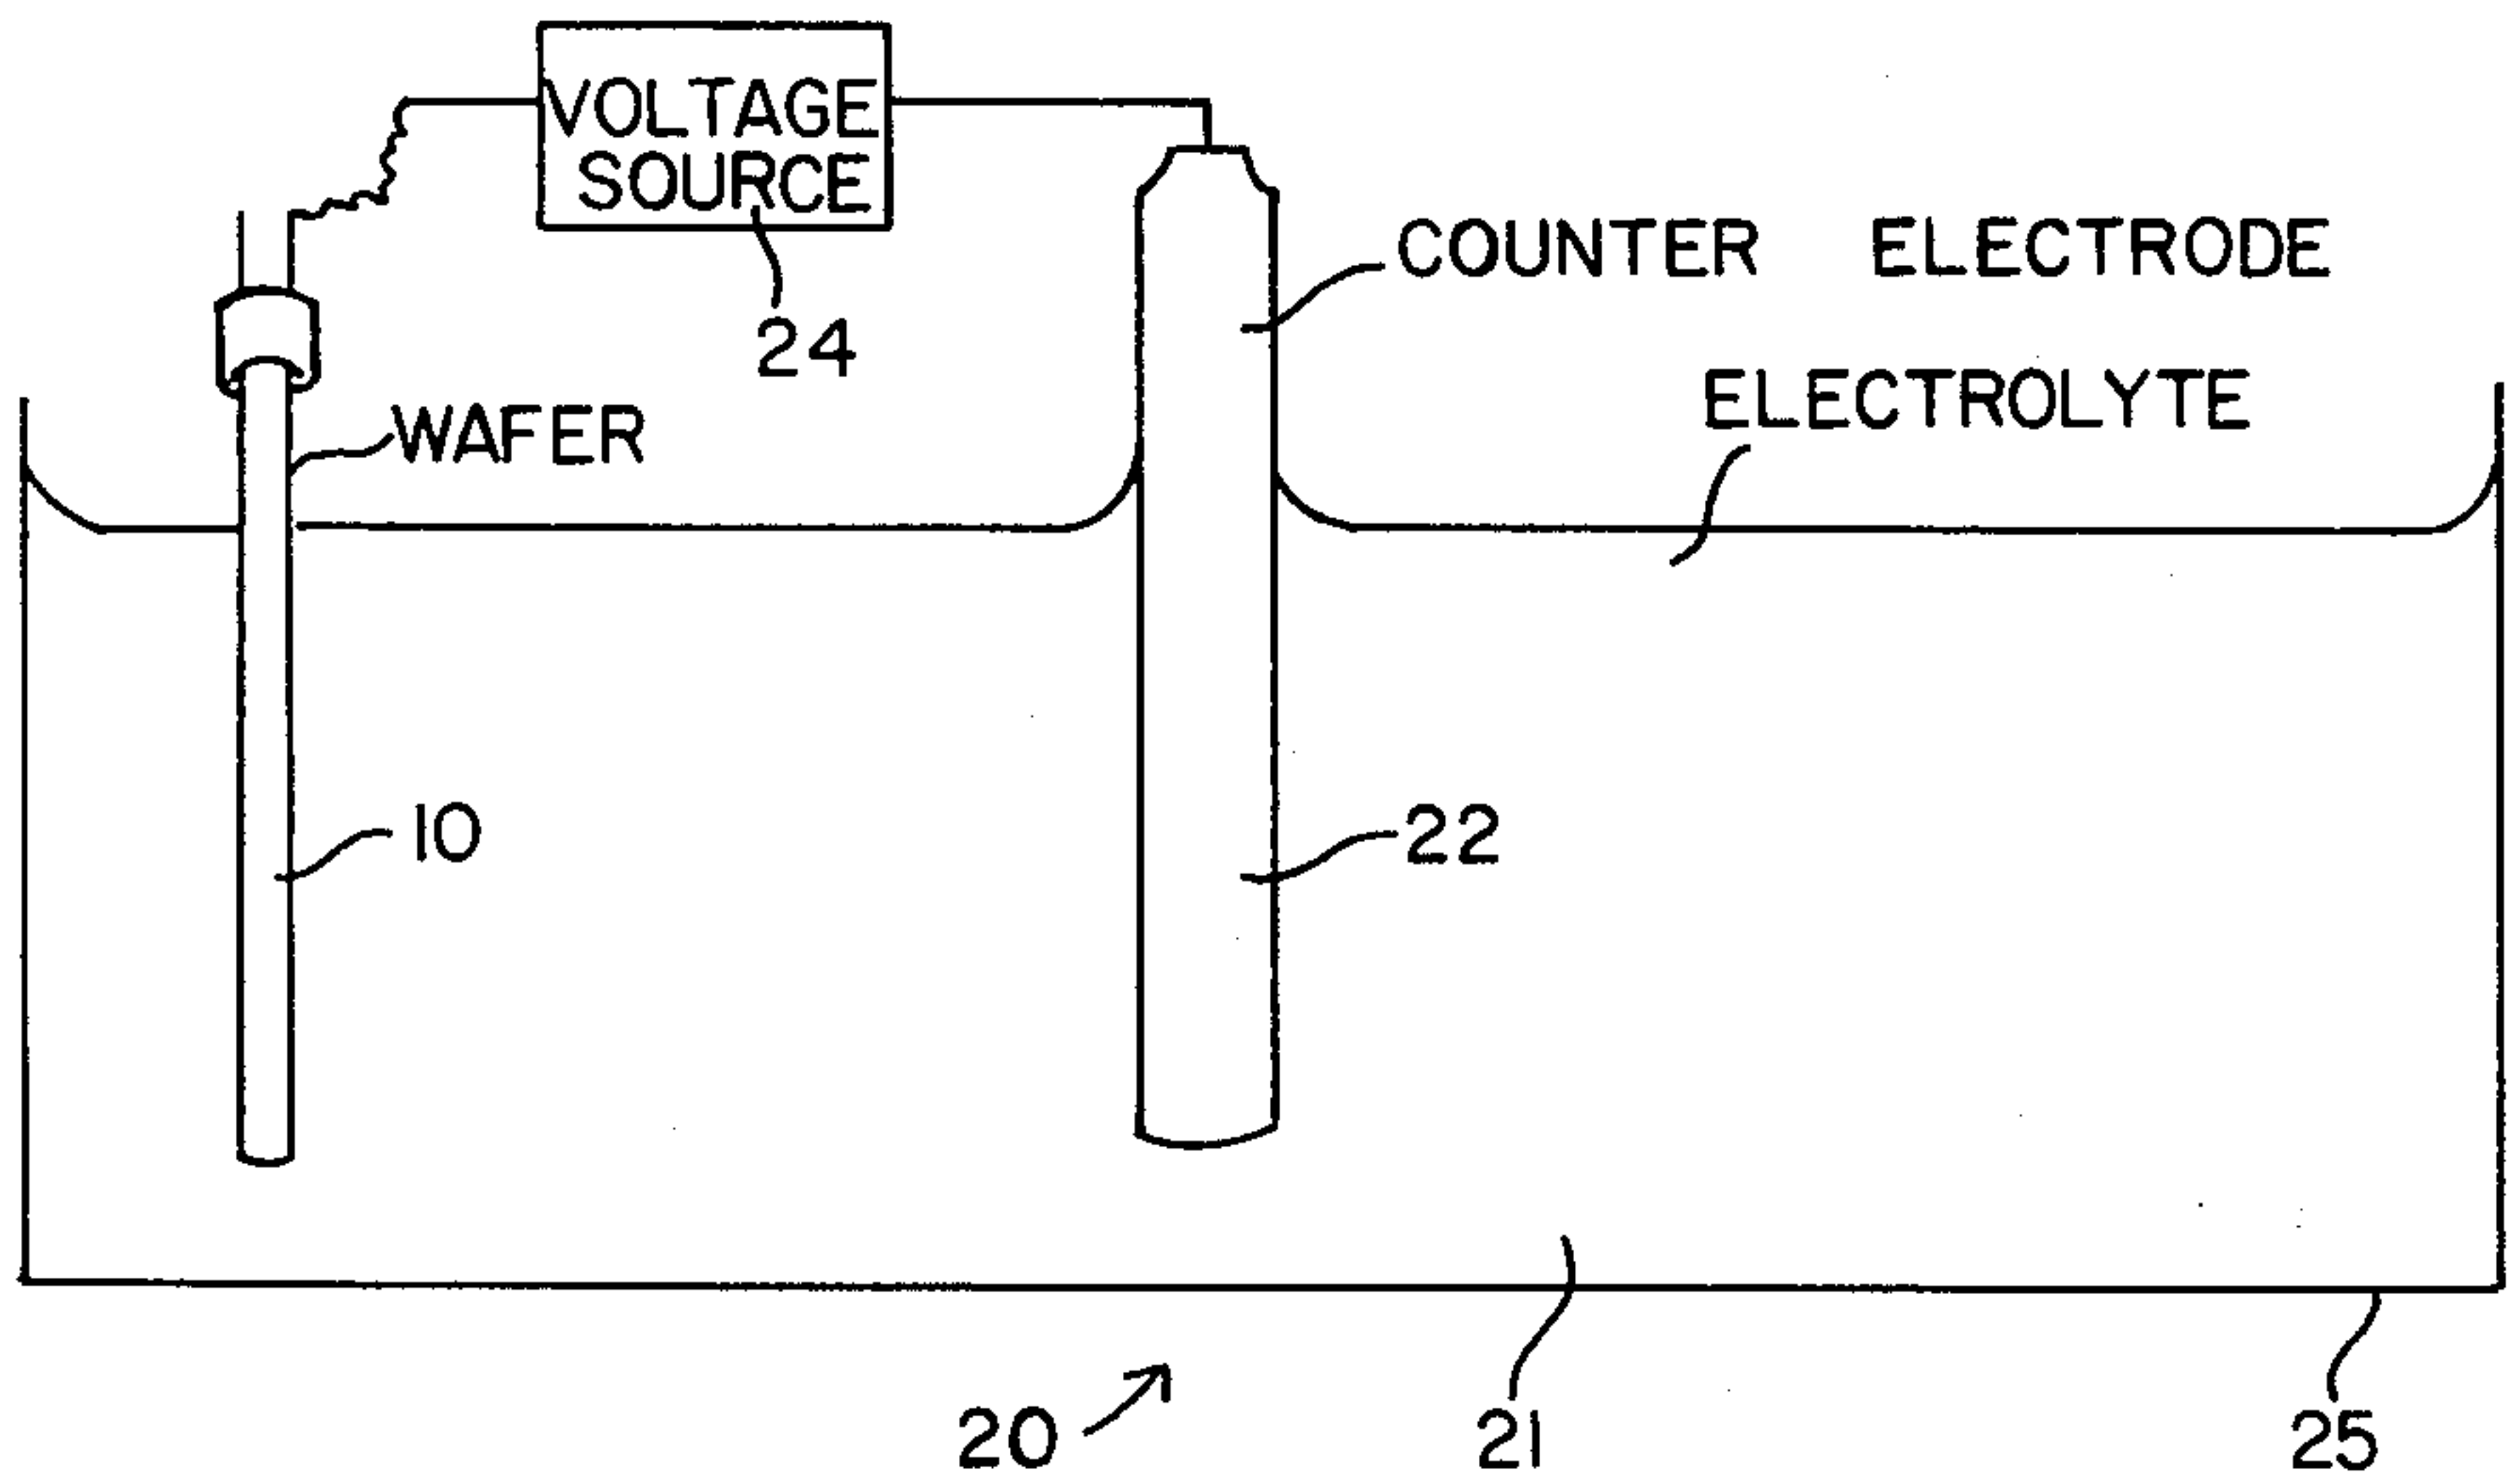 VOLTAGE
SOURCE
24
COUNTER ELECTRODE
ELECTROLYTE
WAFER
10
22
20
21
25